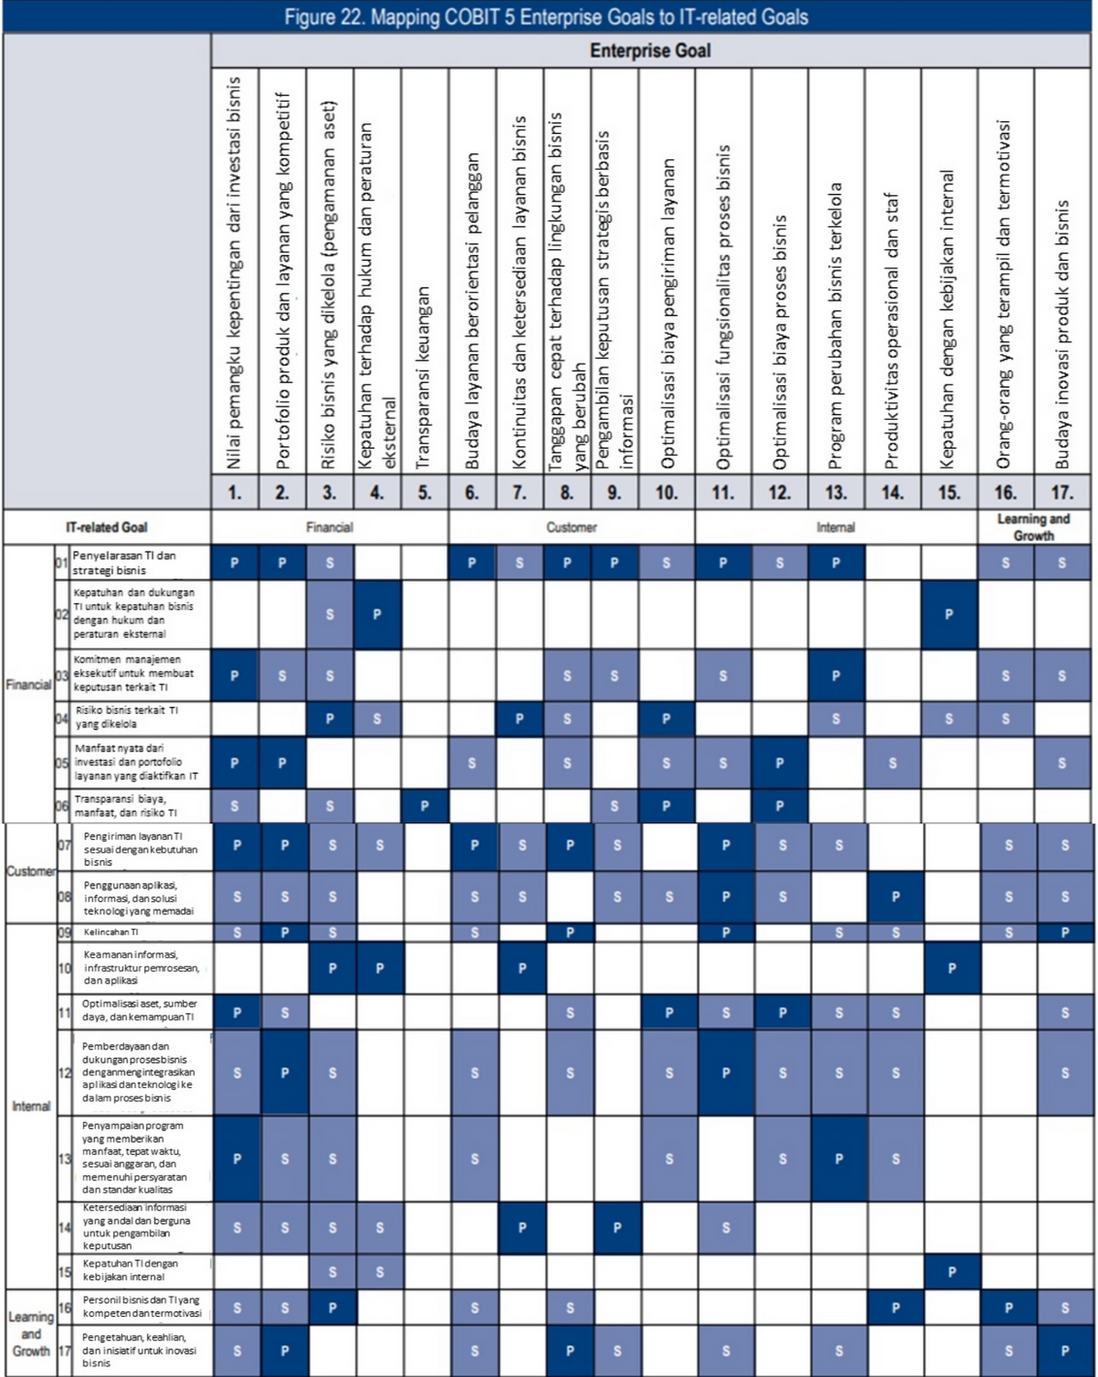 Figure 22. Mapping COBIT 5 Enterprise Goals to IT-related Goals
Enterprise Goal
Nilai pemangku kepentingan dari investasi bisnis
Portofolio produk dan layanan yang kompetitif
Risiko bisnis yang dikelola (pengamanan aset)
Kepatuhan terhadap hukum dan peraturan
eksternal
Transparansi keuangan
Budaya layanan berorientasi pelanggan
Kontinuitas dan ketersediaan layanan bisnis
Tanggapan cepat terhadap lingkungan bisnis
yang berubah
Pengambilan keputusan strategis berbasis
informasi
Optimalisasi biaya pengiriman layanan
Optimalisasi fungsionalitas proses bisnis
Optimalisasi biaya proses bisnis
Program perubahan bisnis terkelola
Produktivitas operasional dan staf
Kepatuhan dengan kebijakan internal
Orang-orang yang terampil dan termotivasi
Budaya inovasi produk dan bisnis
1. 2. 3. 4. 5. 6. 7. 8. 9. 10. 11. 12. 13. 14. 15. 16. 17.
IT-related Goal Financial Customer Internal Learning and
Growth
Financial
01 Penyelarasan TI dan
strategi bisnis
P P S P S P P S P S P S S
02 Kepatuhan dan dukungan
TI untuk kepatuhan bisnis
dengan hukum dan
peraturan eksternal
S P P
03 Komitmen manajemen
eksekutif untuk membuat
keputusan terkait TI
P S S S S S P S S
04 Risiko bisnis terkait TI
yang dikelola
P S P S P S S S
05 Manfaat nyata dari
investasi dan portofolio
layanan yang diaktifkan IT
P P S S S S P S S
06 Transparansi biaya,
manfaat, dan risiko TI
S S P S P P
Customer
07 Pengiriman layanan TI
sesuai dengan kebutuhan
bisnis
P P S S P S P S P S S S S
08 Penggunaan aplikasi,
informasi, dan solusi
teknologi yang memadai
S S S S S S S P S P S S
Internal
09 Kelincahan TI
S P S S P P S S S P
10 Keamanan informasi,
infrastruktur pemrosesan,
dan aplikasi
P P P P
11 Optimalisasi aset, sumber
daya, dan kemampuan TI
P S S P S P S S S
12 Pemberdayaan dan
dukungan proses bisnis
dengan mengintegrasikan
aplikasi dan teknologi ke
dalam proses bisnis
S P S S S S P S S S S
13 Penyampaian program
yang memberikan
manfaat, tepat waktu,
sesuai anggaran, dan
memenuhi persyaratan
dan standar kualitas
P S S S S S P S
14 Ketersediaan informasi
yang andal dan berguna
untuk pengambilan
keputusan
S S S S P P S
15 Kepatuhan TI dengan
kebijakan internal
S S P
Learning
and
Growth
16 Personil bisnis dan TI yang
kompeten dan termotivasi
S S P S S P P S
17 Pengetahuan, keahlian,
dan inisiatif untuk inovasi
bisnis
S P S P S S S S P